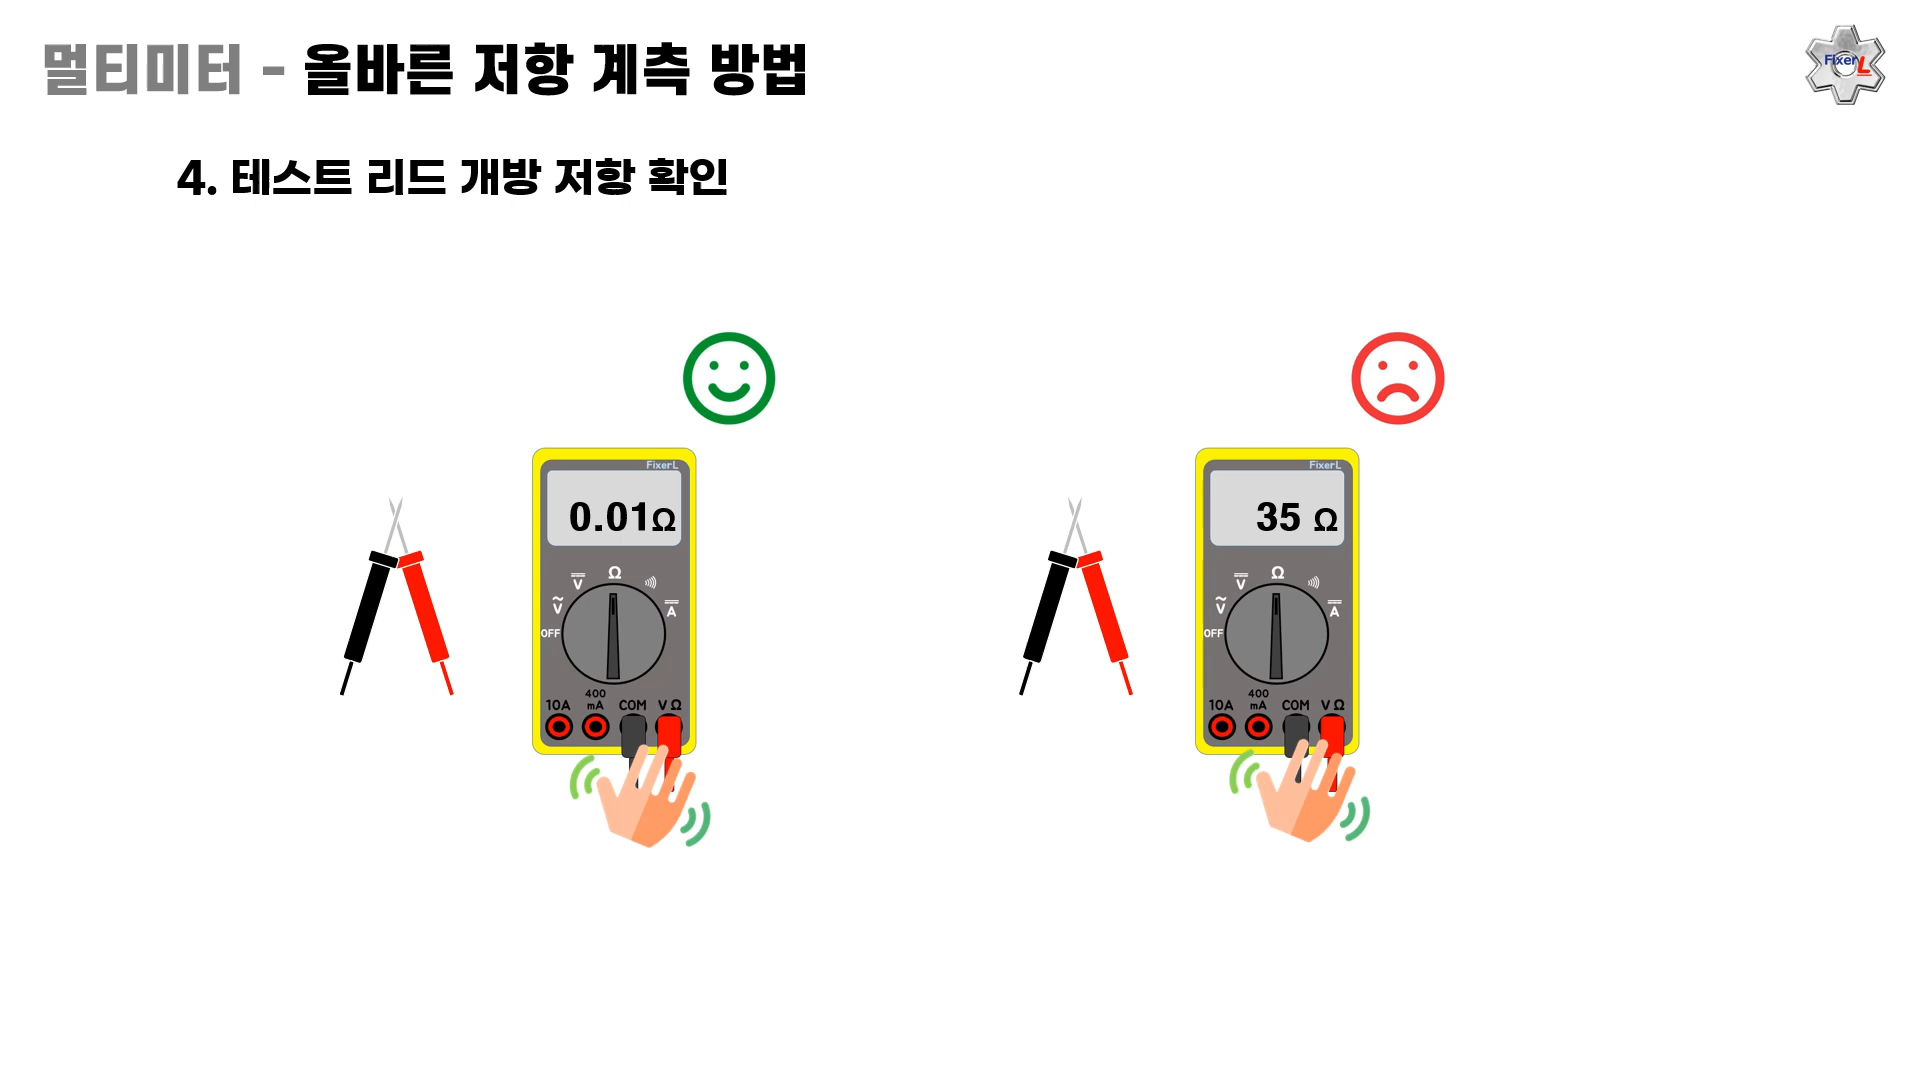 멀티미터 - 올바른 저항 계측 방법
FixerL
4. 테스트 리드 개방 저항 확인
FixerL
0.01Ω
V
Ω
V
A
OFF
400
10A mA COM VΩ
FixerL
35 Ω
V
Ω
V
A
OFF
400
10A mA COM VΩ